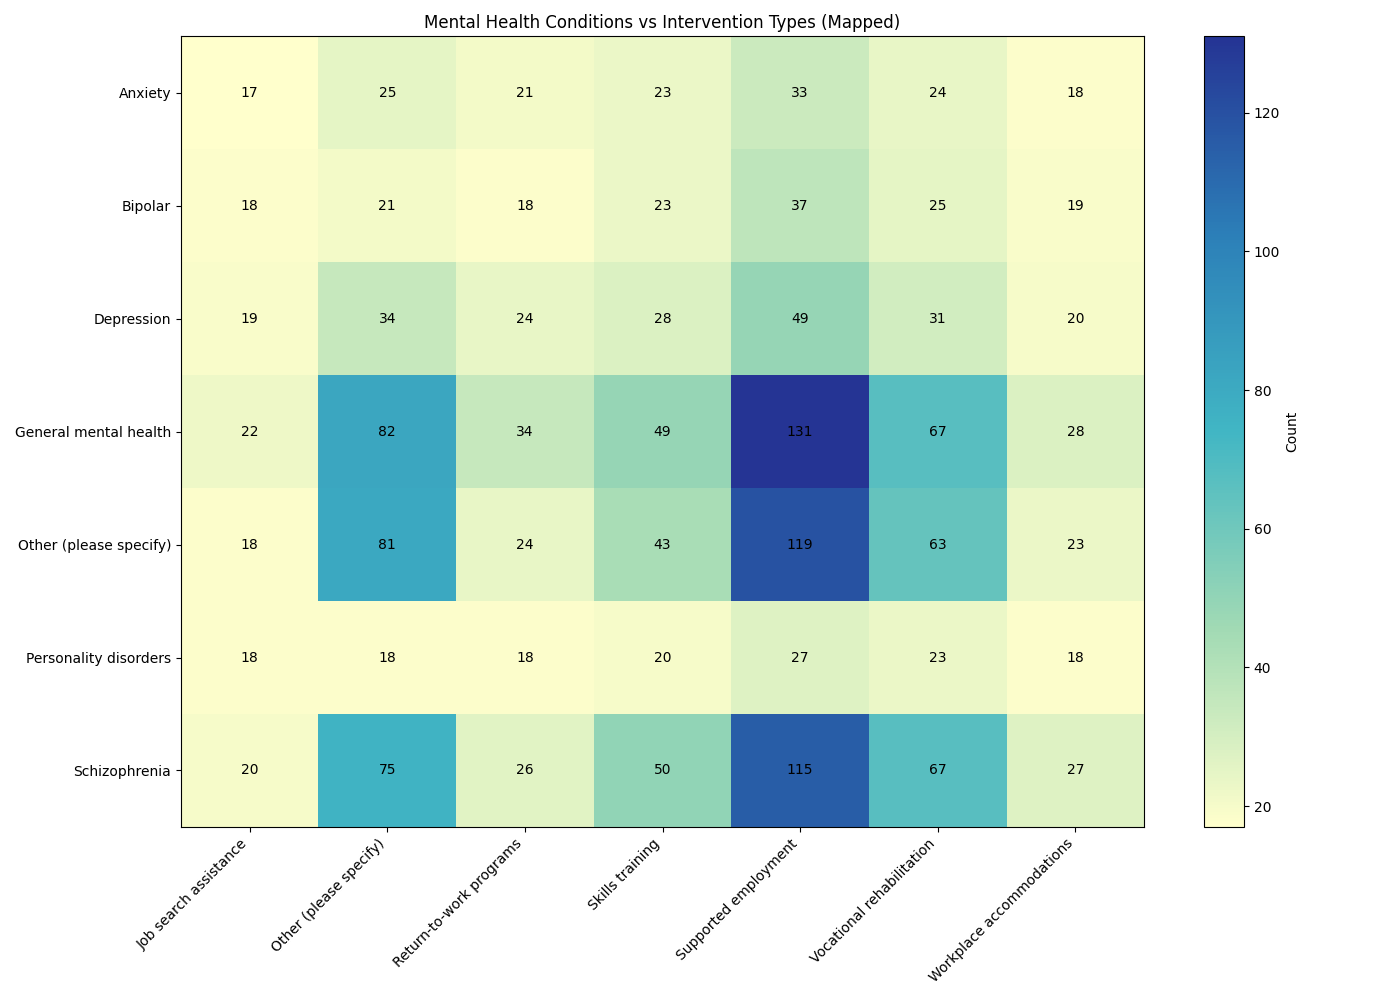 Mental Health Conditions vs Intervention Types (Mapped)
Anxiety 17 25 21 23 33 24 18
Bipolar 18 21 18 23 37 25 19
Depression 19 34 24 28 49 31 20
General mental health 22 82 34 49 131 67 28
Other (please specify) 18 81 24 43 119 63 23
Personality disorders 18 18 18 20 27 23 18
Schizophrenia 20 75 26 50 115 67 27
Job search assistance
Other (please specify)
Return-to-work programs
Skills training
Supported employment
Vocational rehabilitation
Workplace accommodations
120
100
80
60
40
20
Count